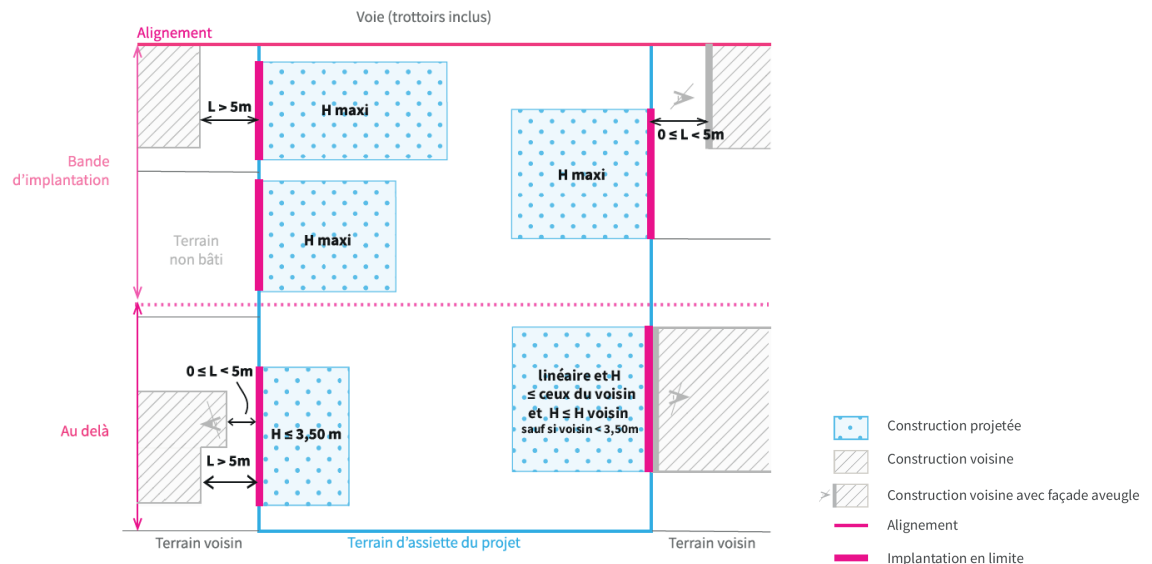 Voie (trottoirs inclus)
Alignement
L > 5m
H maxi
0 ≤ L < 5m
Bande
d'implantation
H maxi
Terrain
non bâti
H maxi
0 ≤ L < 5m
linéaire et H
≤ ceux du voisin
et H ≤ H voisin
sauf si voisin < 3,50m
Au delà
H ≤ 3,50 m
L > 5m
Terrain voisin
Terrain d'assiette du projet
Terrain voisin
Construction projetée
Construction voisine
Construction voisine avec façade aveugle
Alignement
Implantation en limite